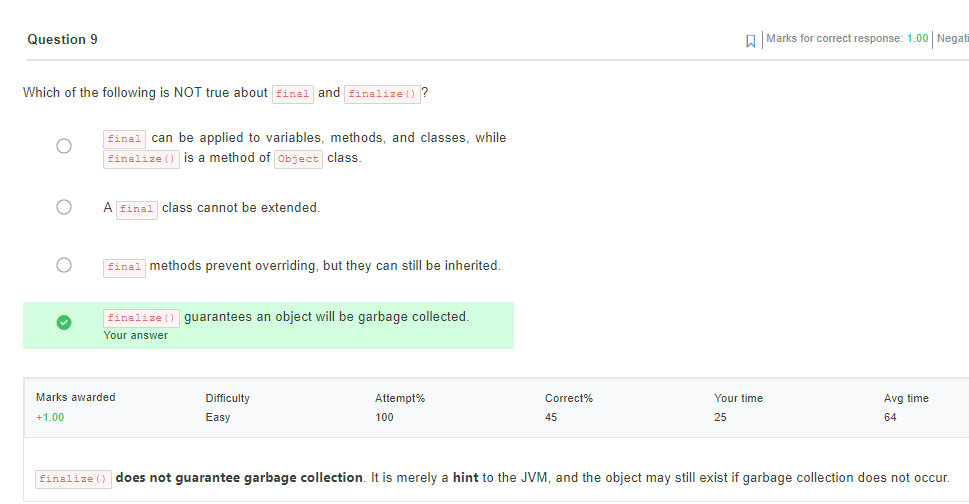 Question 9
Marks for correct response: 1.00 Negati
Which of the following is NOT true about final and finalize()?
final can be applied to variables, methods, and classes, while
finalize() is a method of Object class.
A final class cannot be extended.
final methods prevent overriding, but they can still be inherited.
finalize() guarantees an object will be garbage collected.
Your answer
Marks awarded Difficulty Attempt% Correct% Your time Avg time
+1.00 Easy 100 45 25 64
finalize() does not guarantee garbage collection. It is merely a hint to the JVM, and the object may still exist if garbage collection does not occur.